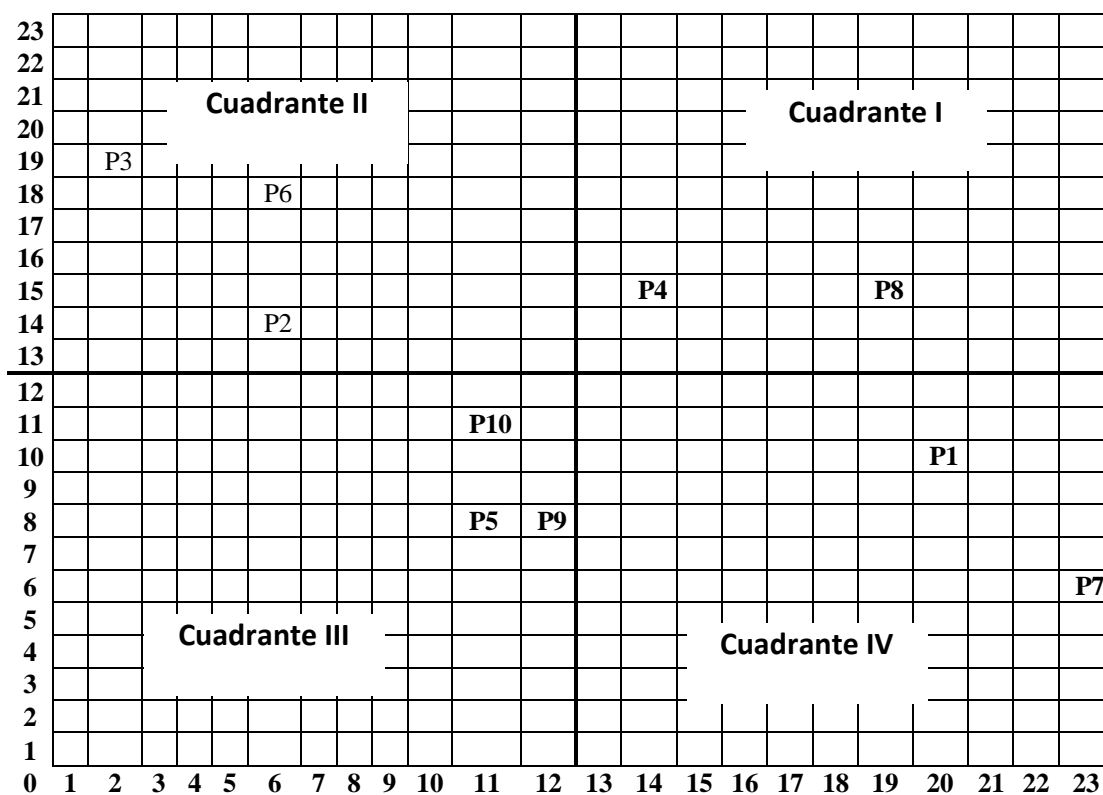 23
22
21
Cuadrante II
Cuadrante I
20
19 P3
18 P6
17
16
15 P4 P8
14 P2
13
12
11 P10
10 P1
9
8 P5 P9
7
6 P7
5
Cuadrante III
Cuadrante IV
4
3
2
1
0 1 2 3 4 5 6 7 8 9 10 11 12 13 14 15 16 17 18 19 20 21 22 23